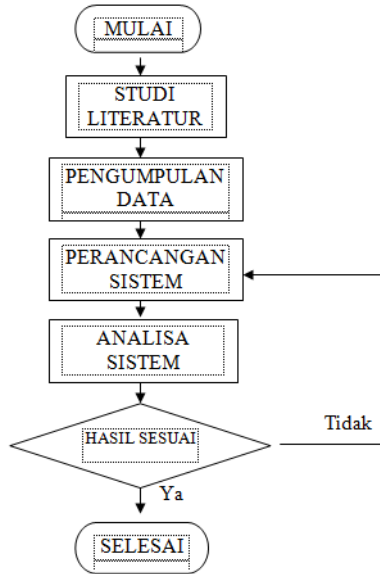 MULAI
STUDI
LITERATUR
PENGUMPULAN
DATA
PERANCANGAN
SISTEM
ANALISA
SISTEM
HASIL SESUAI
Tidak
Ya
SELESAI